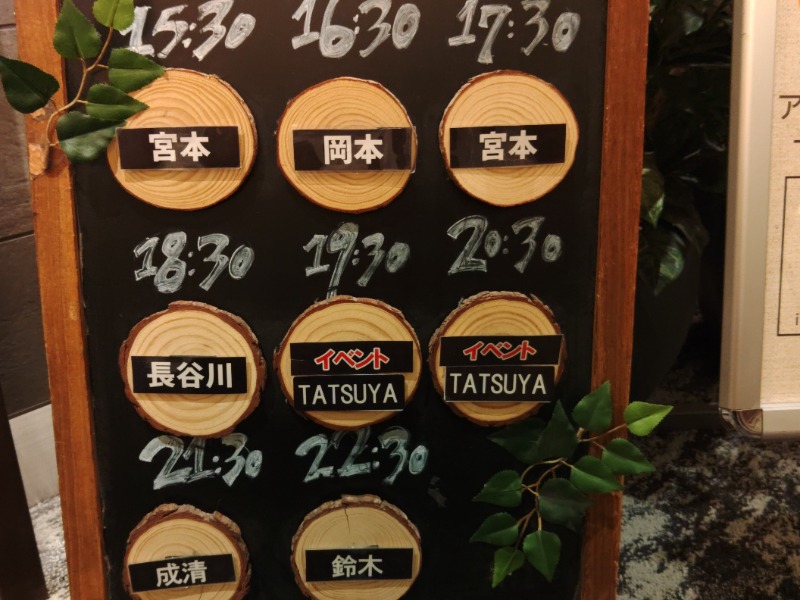 15:30 16:30 17:30
宮本 岡本 宮本
18:30 19:30 20:30
長谷川
イベント
TATSUYA
イベント
TATSUYA
21:30 22:30
成清 鈴木
ア